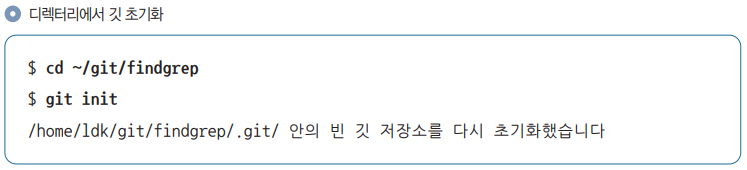 디렉터리에서 깃 초기화
$ cd ~/git/findgrep
$ git init
/home/ldk/git/findgrep/.git/ 안의 빈 깃 저장소를 다시 초기화했습니다